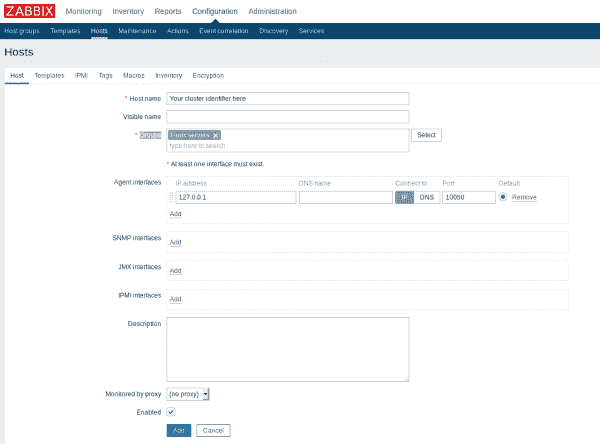 ZABBIX Monitoring Inventory Reports Configuration Administration
Host groups Templates Hosts Maintenance Actions Event correlation Discovery Services
Hosts
Host Templates IPMI Tags Macros Inventory Encryption
* Host name Your cluster identifier here
Visible name
* Groups Linux servers × Select
type here to search
* At least one interface must exist.
Agent interfaces IP address DNS name Connect to Port Default
127.0.0.1 IP DNS 10050 Remove
Add
SNMP interfaces Add
JMX interfaces Add
IPMI interfaces Add
Description
Monitored by proxy (no proxy)
Enabled
Add Cancel